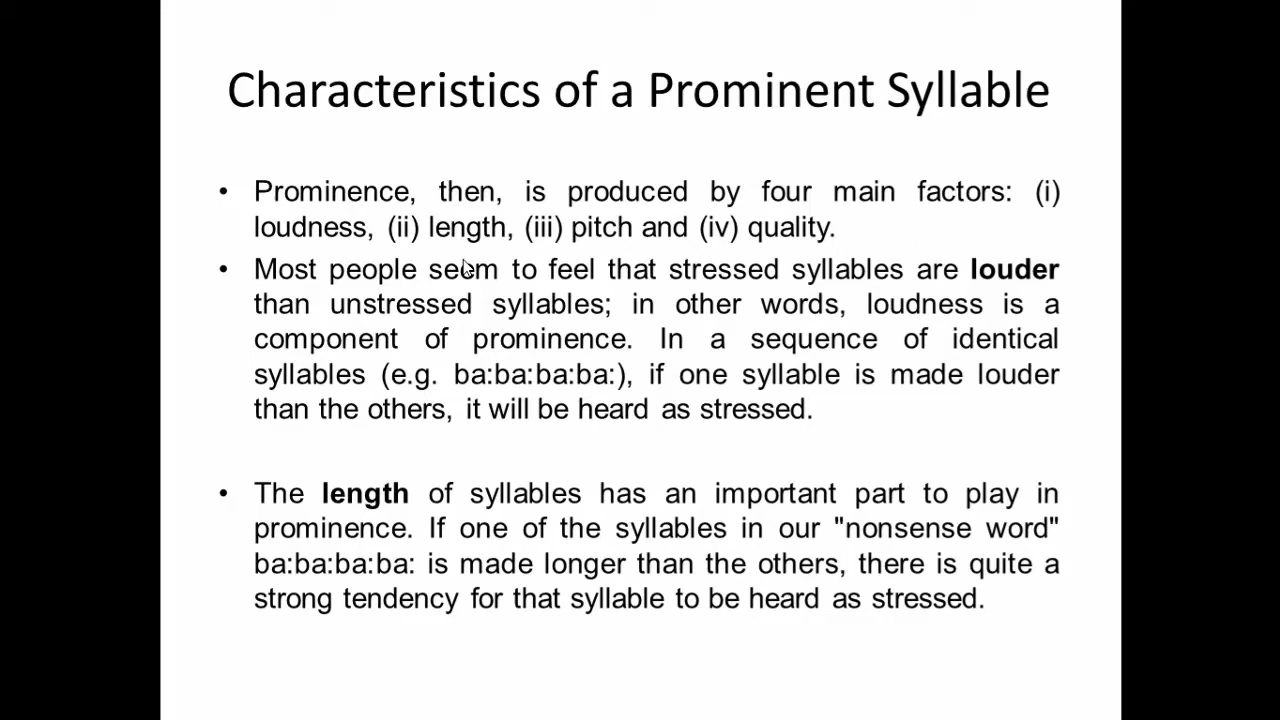 Characteristics of a Prominent Syllable
• Prominence, then, is produced by four main factors: (i)
loudness, (ii) length, (iii) pitch and (iv) quality.
• Most people seem to feel that stressed syllables are louder
than unstressed syllables; in other words, loudness is a
component of prominence. In a sequence of identical
syllables (e.g. ba:ba:ba:ba:), if one syllable is made louder
than the others, it will be heard as stressed.
• The length of syllables has an important part to play in
prominence. If one of the syllables in our "nonsense word"
ba:ba:ba:ba: is made longer than the others, there is quite a
strong tendency for that syllable to be heard as stressed.